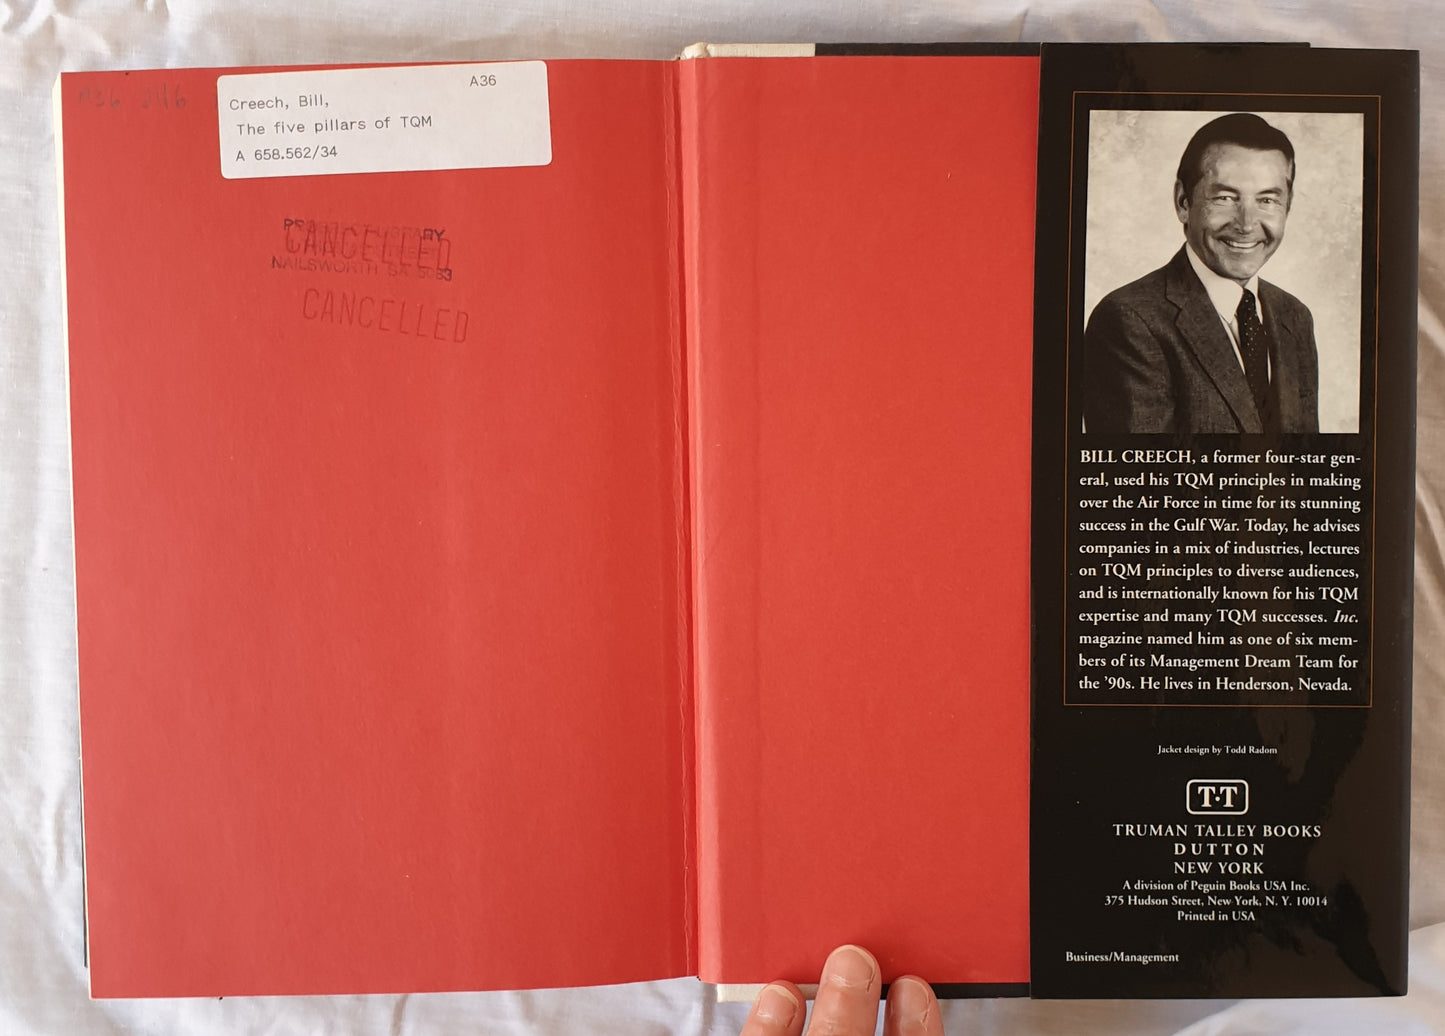 A36
Creech, Bill,
The five pillars of TQM
A 658.562/34
CANCELLED
NAILSWORTH SA 5083
CANCELLED
BILL CREECH, a former four-star gen-
eral, used his TQM principles in making
over the Air Force in time for its stunning
success in the Gulf War. Today, he advises
companies in a mix of industries, lectures
on TQM principles to diverse audiences,
and is internationally known for his TQM
expertise and many TQM successes. Inc.
magazine named him as one of six mem-
bers of its Management Dream Team for
the ’90s. He lives in Henderson, Nevada.
Jacket design by Todd Radom
T·T
TRUMAN TALLEY BOOKS
DUTTON
NEW YORK
A division of Peguin Books USA Inc.
375 Hudson Street, New York, N. Y. 10014
Printed in USA
Business/Management